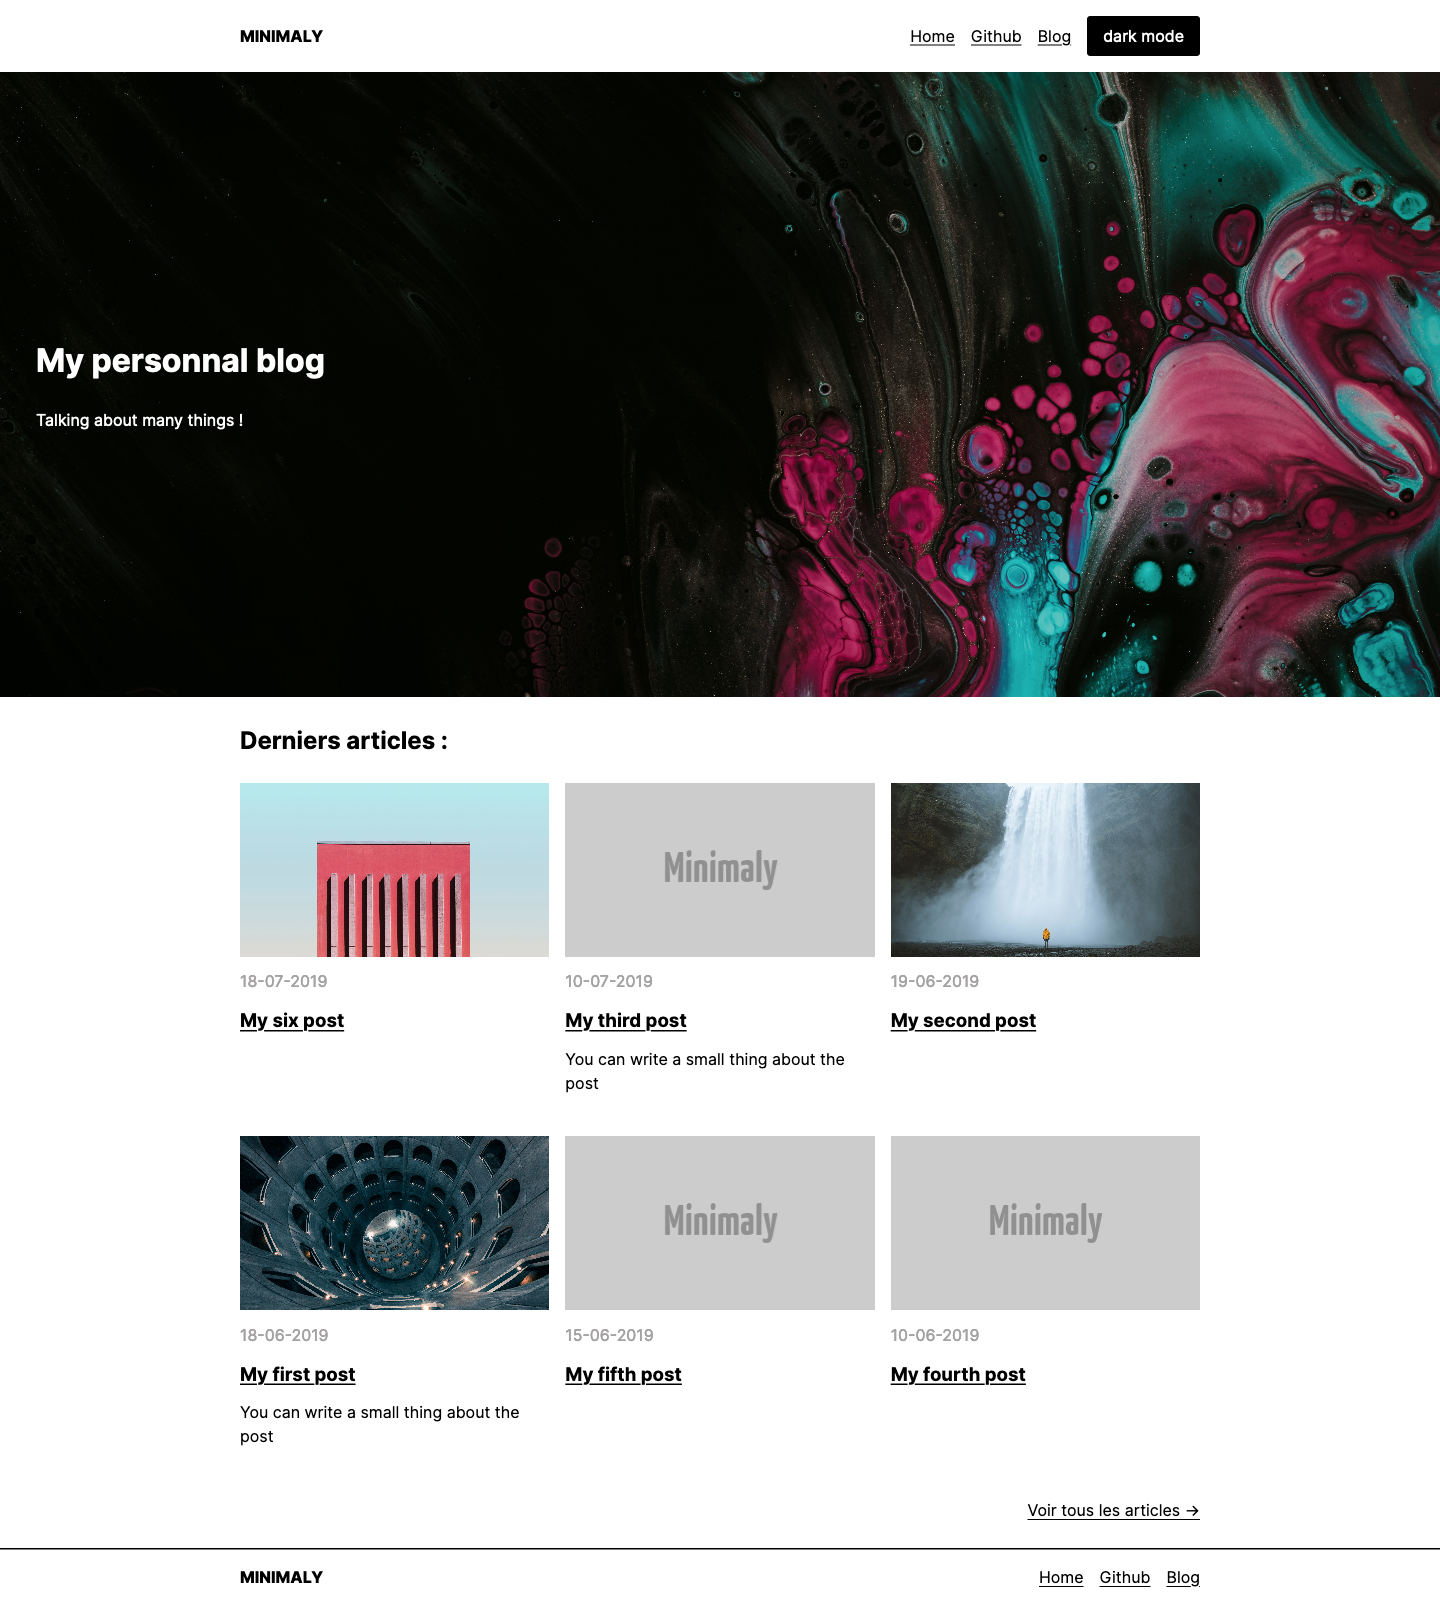 MINIMALY
Home Github Blog dark mode
My personnal blog
Talking about many things !
Derniers articles :
Minimaly
18-07-2019
My six post
10-07-2019
My third post
You can write a small thing about the
post
19-06-2019
My second post
Minimaly
Minimaly
18-06-2019
My first post
You can write a small thing about the
post
15-06-2019
My fifth post
10-06-2019
My fourth post
Voir tous les articles →
MINIMALY
Home Github Blog